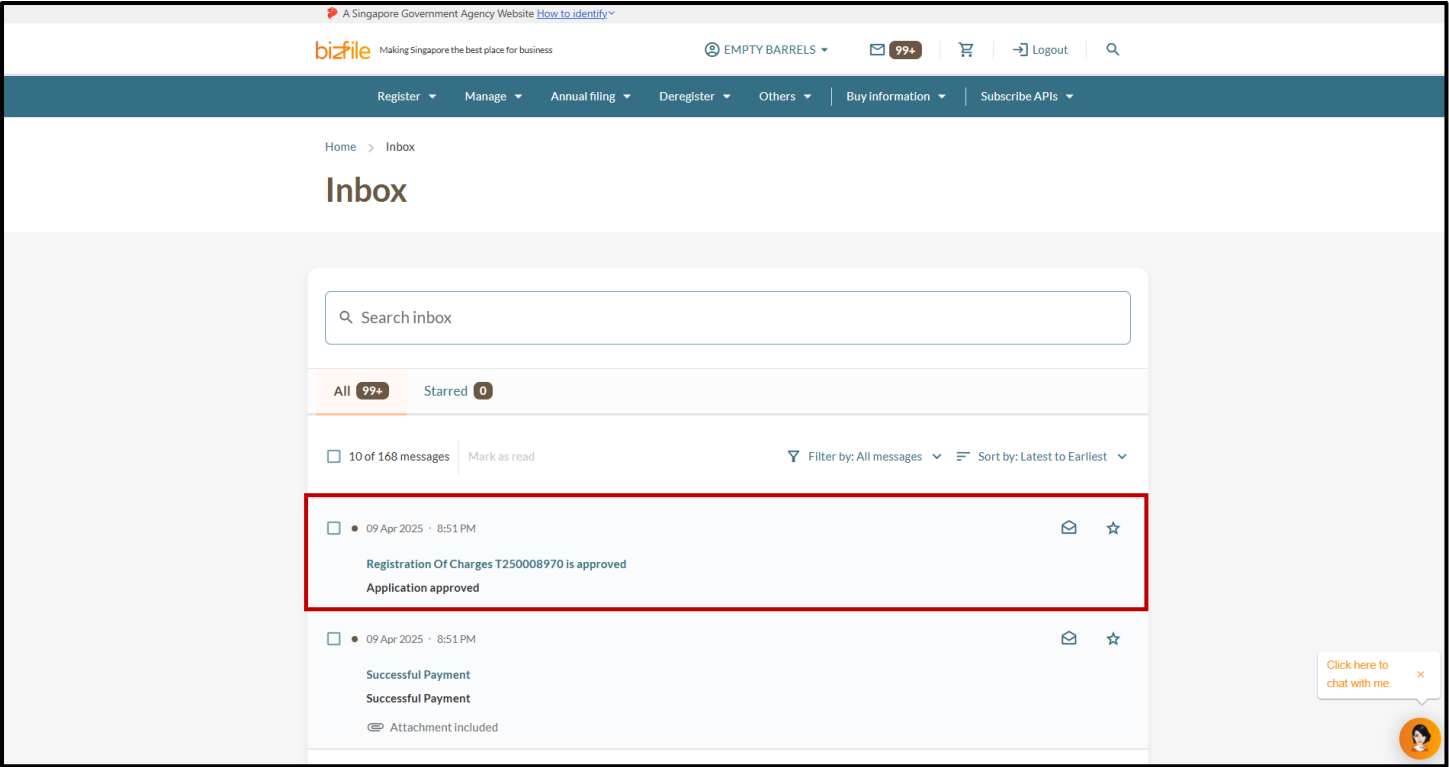 A Singapore Government Agency Website How to identify
bizfile Making Singapore the best place for business EMPTY BARRELS 99+ Logout
Register Manage Annual filing Deregister Others Buy information Subscribe APIs
Home > Inbox
Inbox
Search inbox
All 99+ Starred 0
10 of 168 messages Mark as read Filter by: All messages Sort by: Latest to Earliest
09 Apr 2025 · 8:51 PM
Registration Of Charges T250008970 is approved
Application approved
09 Apr 2025 · 8:51 PM
Successful Payment
Successful Payment
Attachment included
Click here to
chat with me. ×